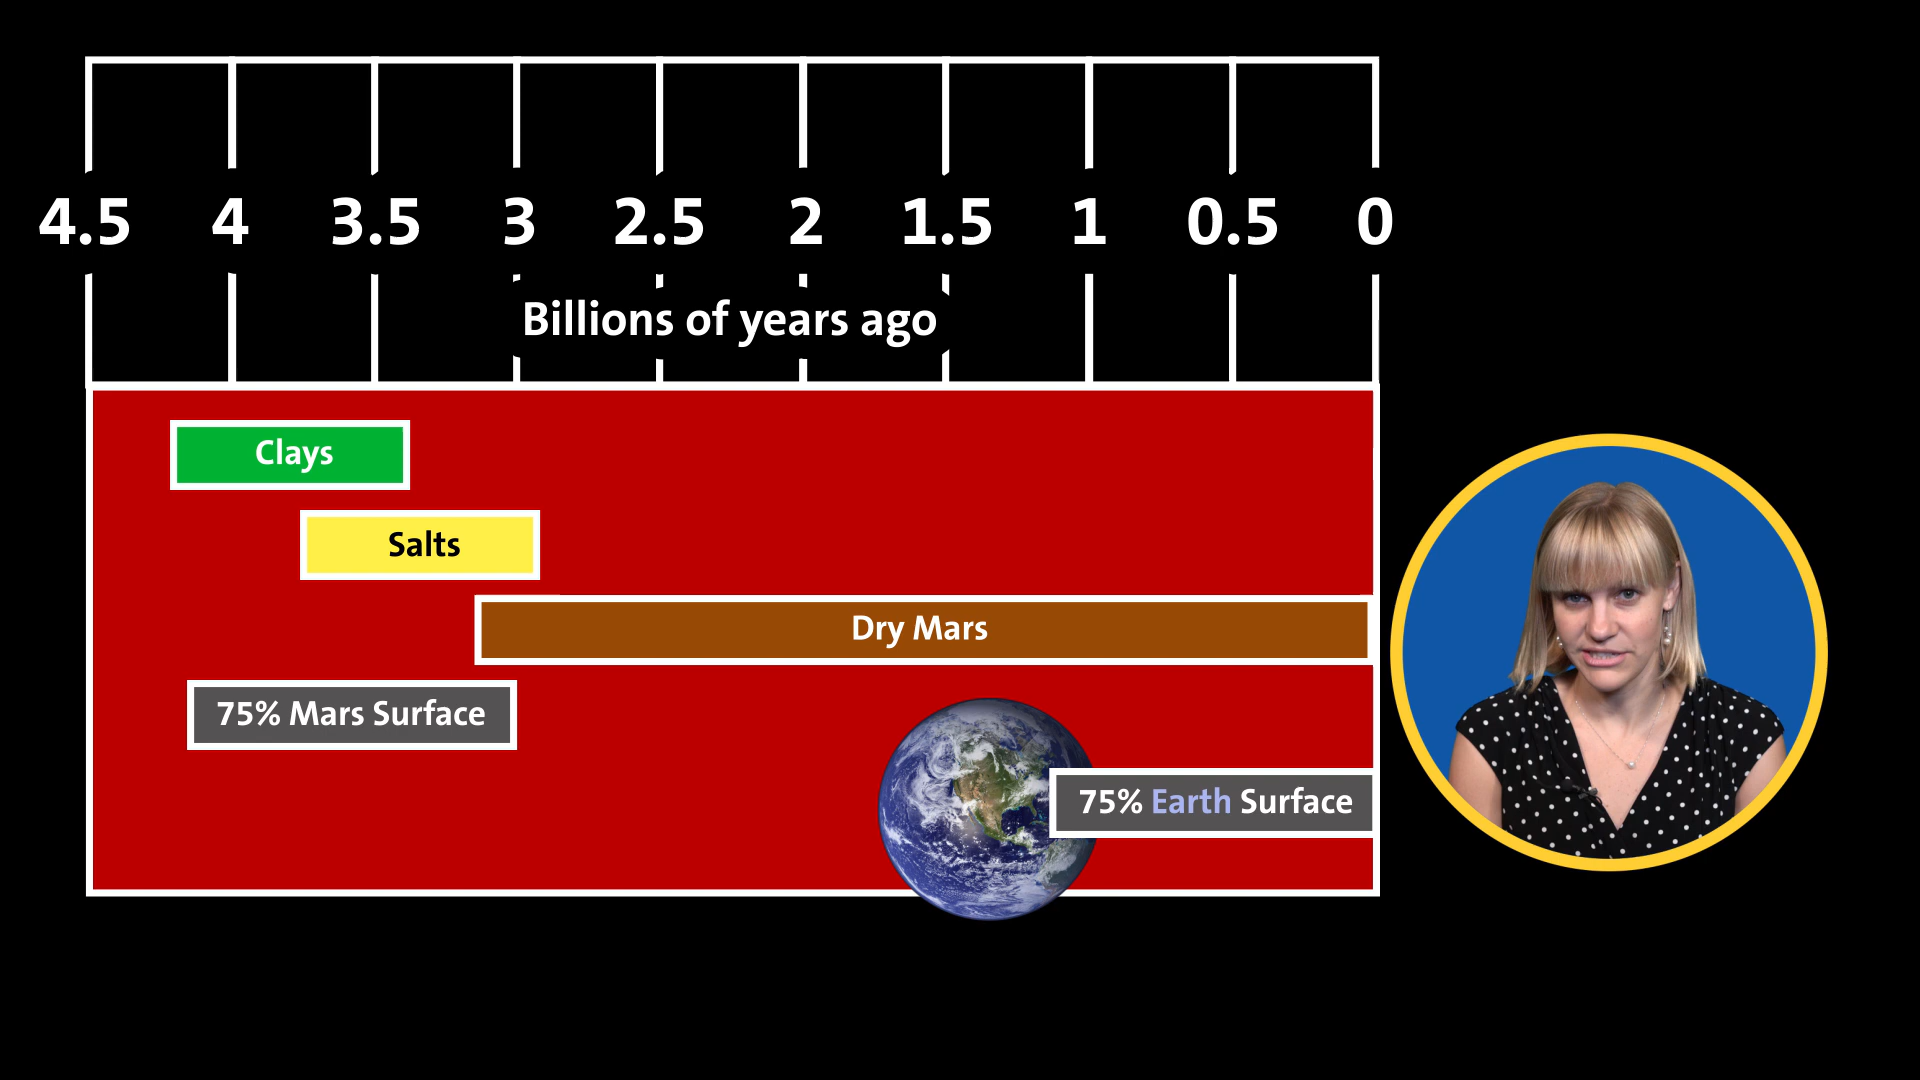 4.5 4 3.5 3 2.5 2 1.5 1 0.5 0
Billions of years ago
Clays
Salts
Dry Mars
75% Mars Surface
75% Earth Surface